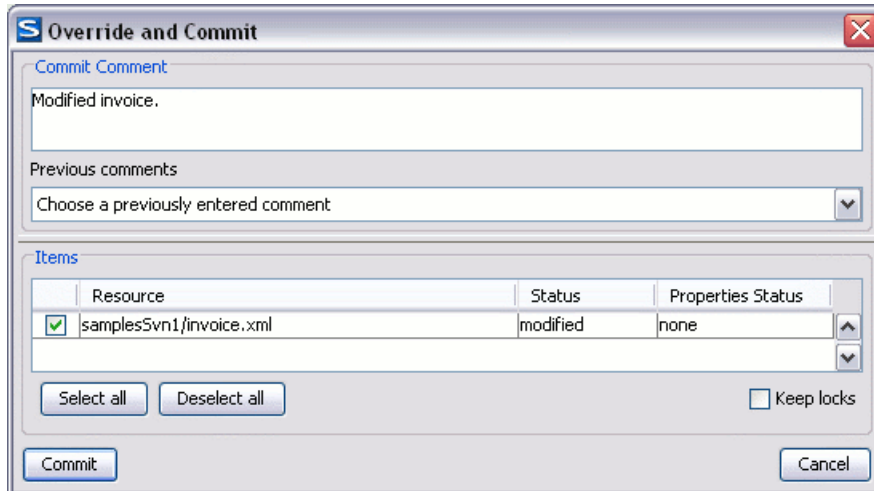 S Override and Commit
Commit Comment
Modified invoice.
Previous comments
Choose a previously entered comment
Items
Resource Status Properties Status
samplesSvn1/invoice.xml modified none
Select all Deselect all Keep locks
Commit Cancel